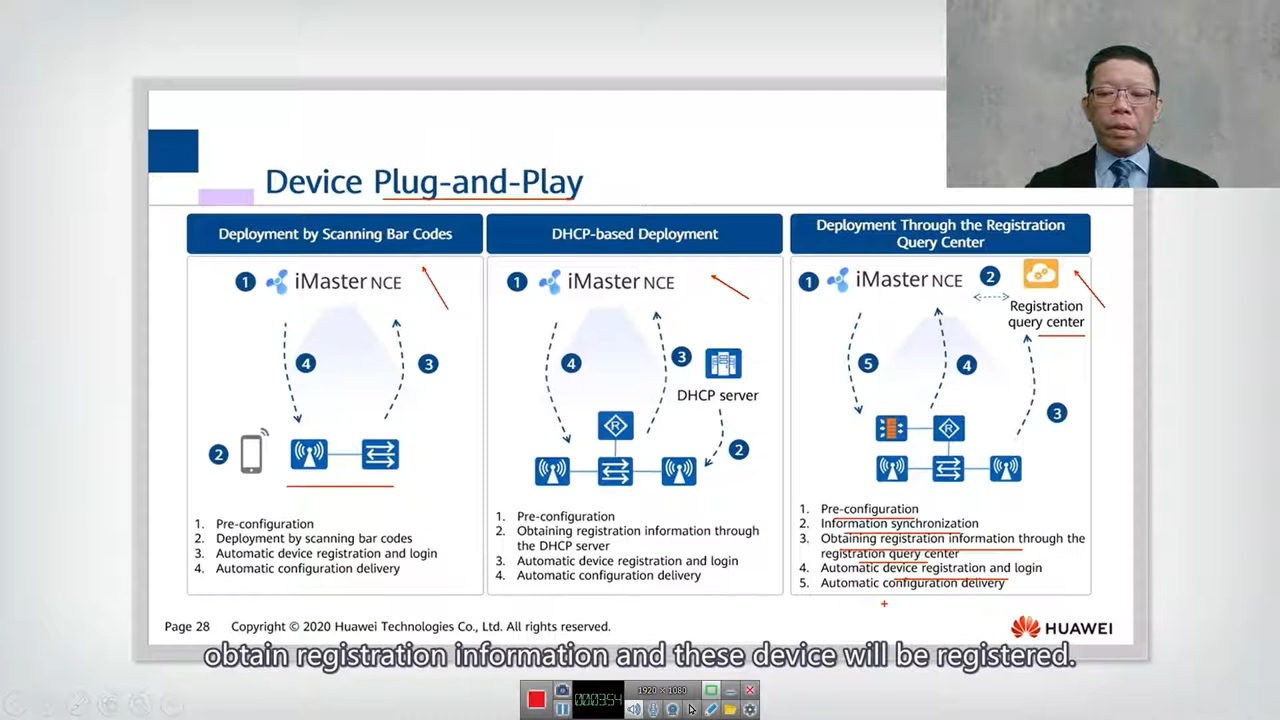 Device Plug-and-Play
Deployment by Scanning Bar Codes
1
iMaster NCE
4
3
2
1. Pre-configuration
2. Deployment by scanning bar codes
3. Automatic device registration and login
4. Automatic configuration delivery
DHCP-based Deployment
1
iMaster NCE
4
3
DHCP server
R
2
1. Pre-configuration
2. Obtaining registration information through
the DHCP server
3. Automatic device registration and login
4. Automatic configuration delivery
Deployment Through the Registration
Query Center
1
iMaster NCE
2
Registration
query center
5
4
3
R
1. Pre-configuration
2. Information synchronization
3. Obtaining registration information through the
registration query center
4. Automatic device registration and login
5. Automatic configuration delivery
Page 28 Copyright © 2020 Huawei Technologies Co., Ltd. All rights reserved.
HUAWEI
obtain registration information and these device will be registered.
00:03:54
1920 × 1080